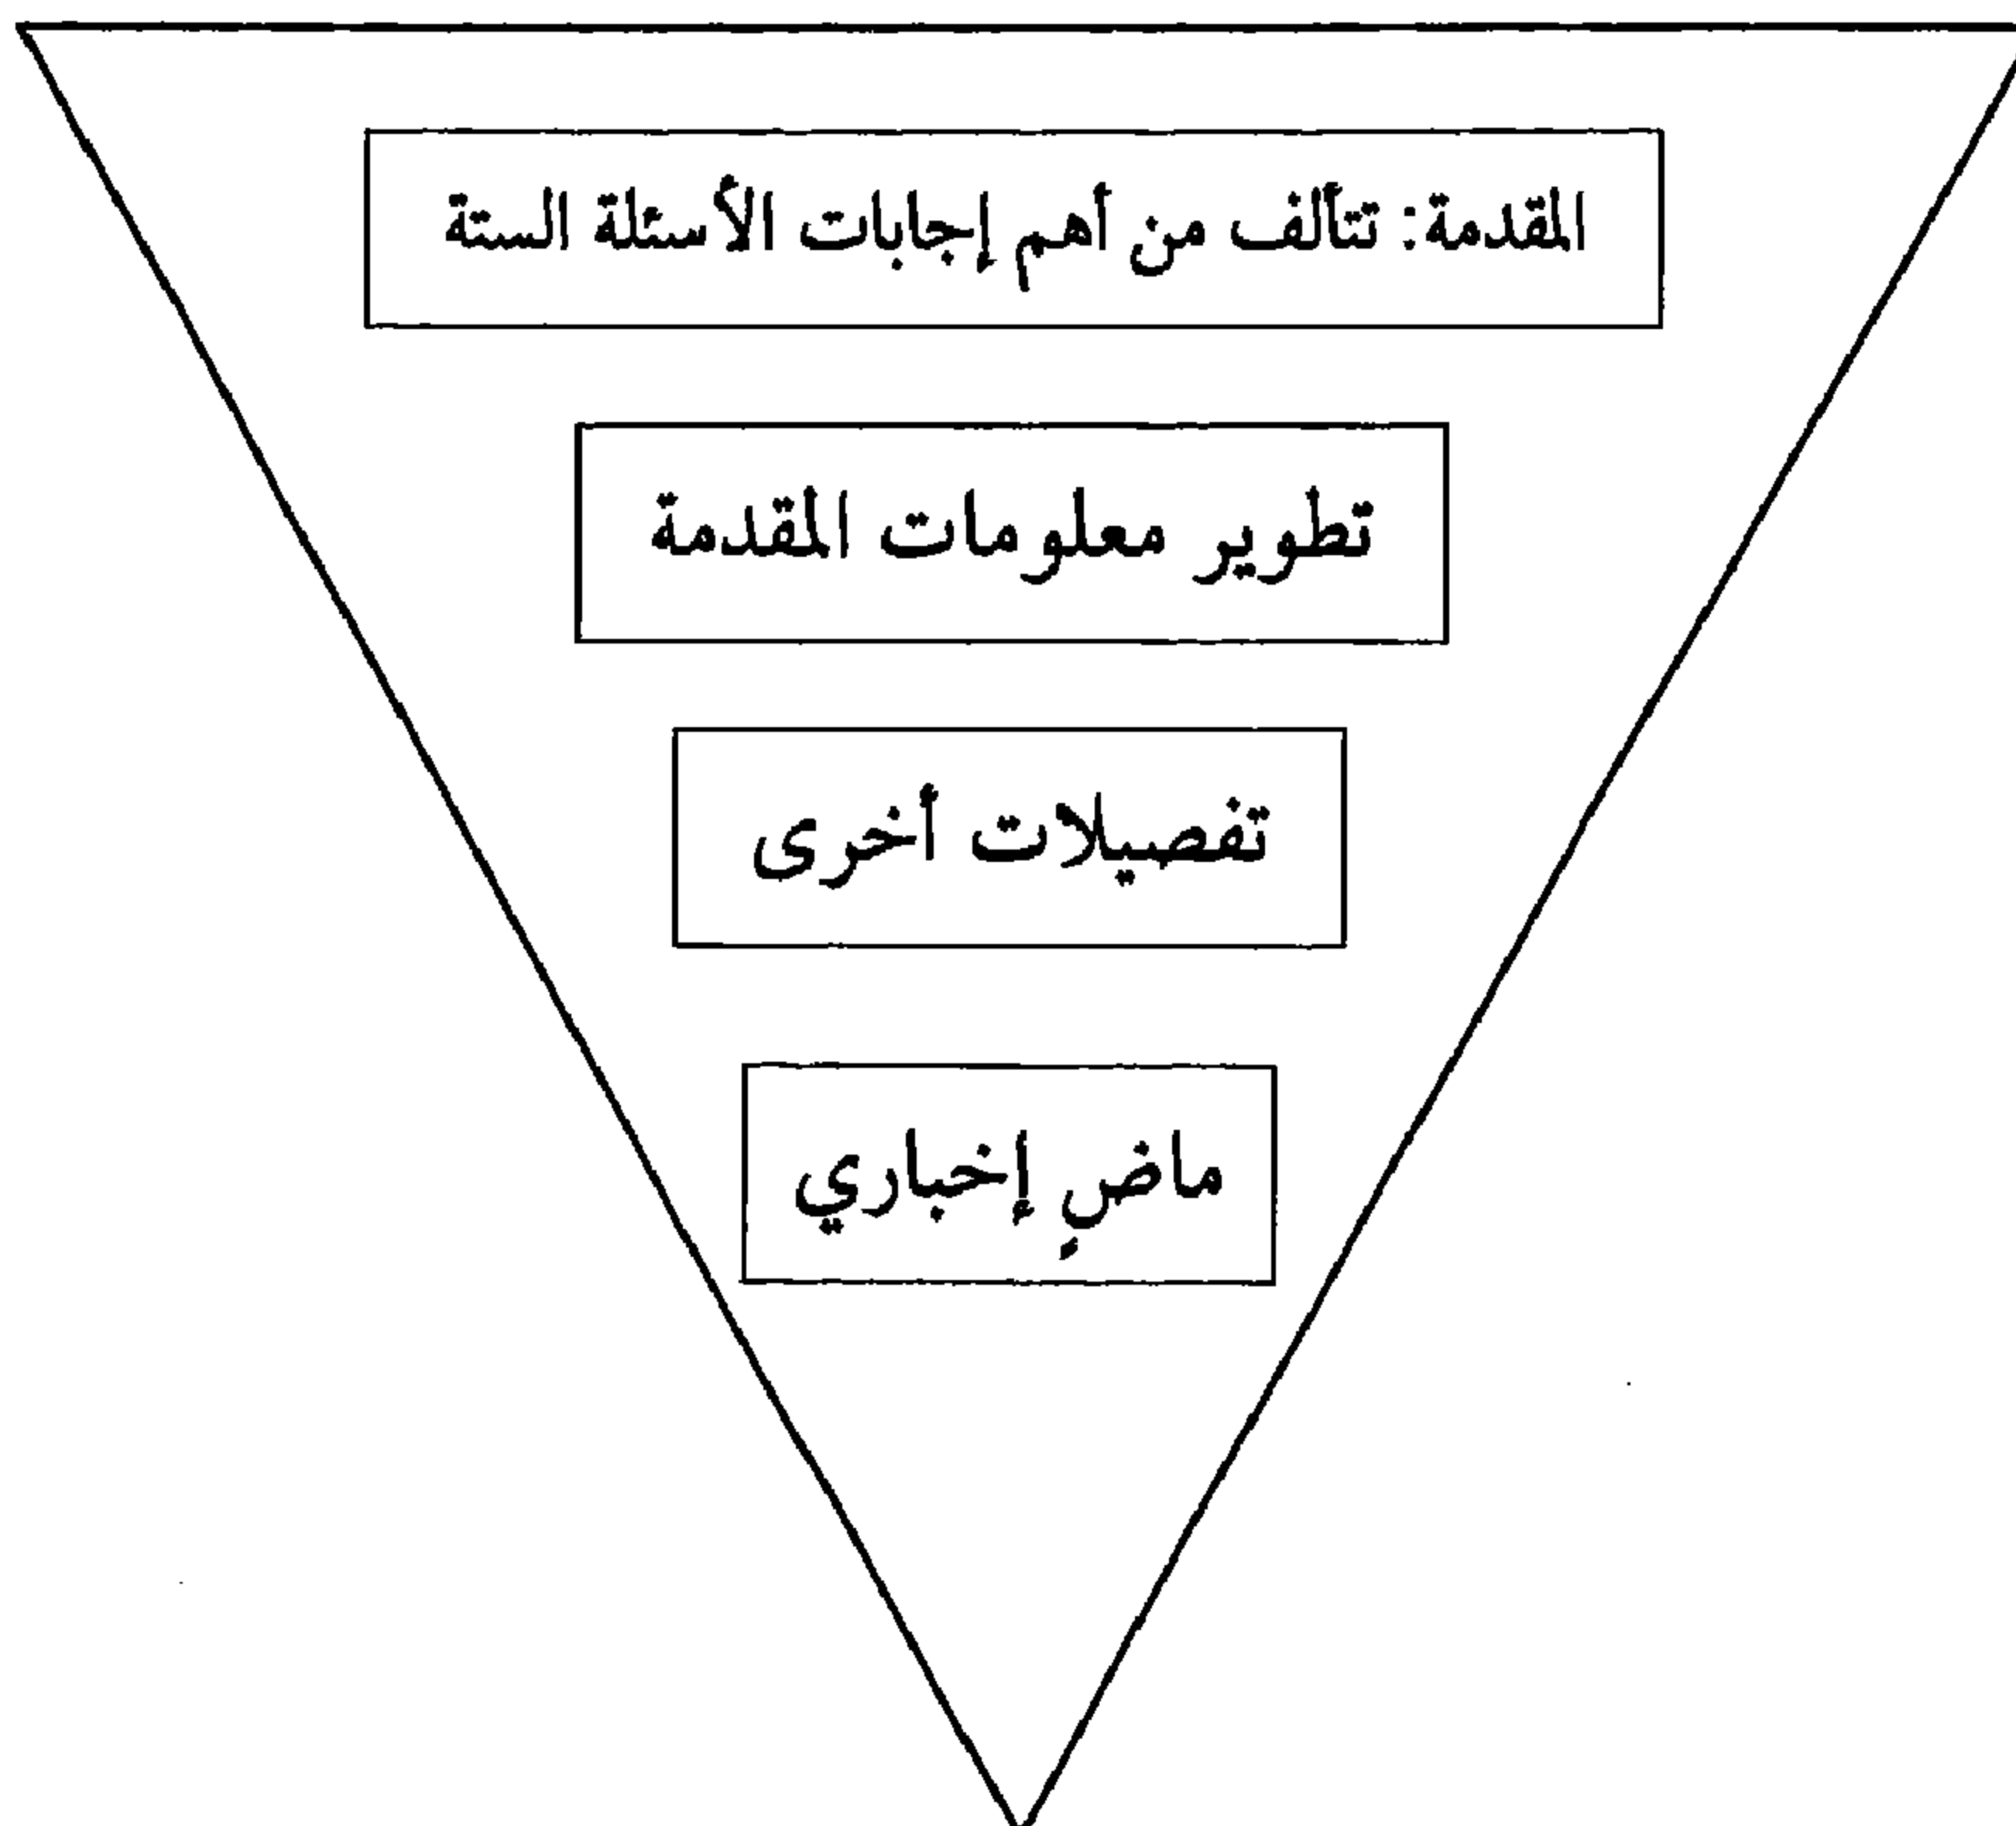 المقدمة: تتألف من أهم إجابات الأسئلة الستة
تطوير معلومات المقدمة
تفصيلات أخرى
ماضٍ إخباري